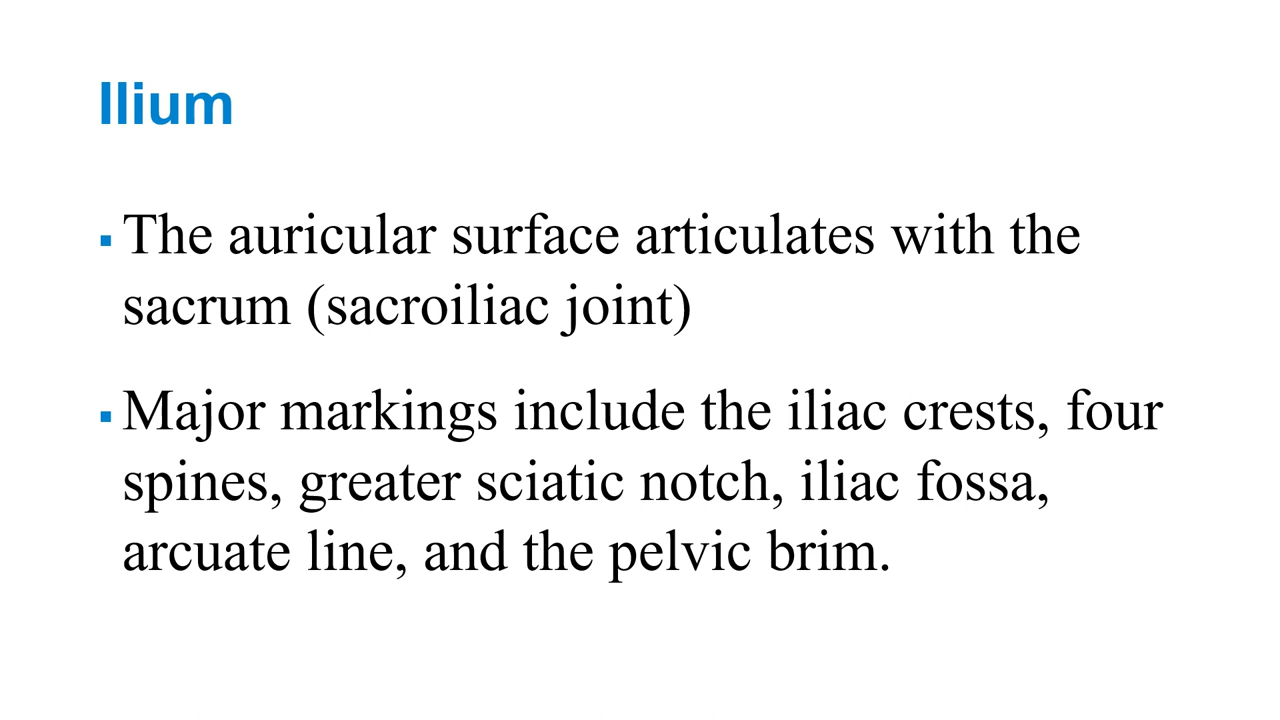 Ilium
▪ The auricular surface articulates with the
sacrum (sacroiliac joint)
▪ Major markings include the iliac crests, four
spines, greater sciatic notch, iliac fossa,
arcuate line, and the pelvic brim.